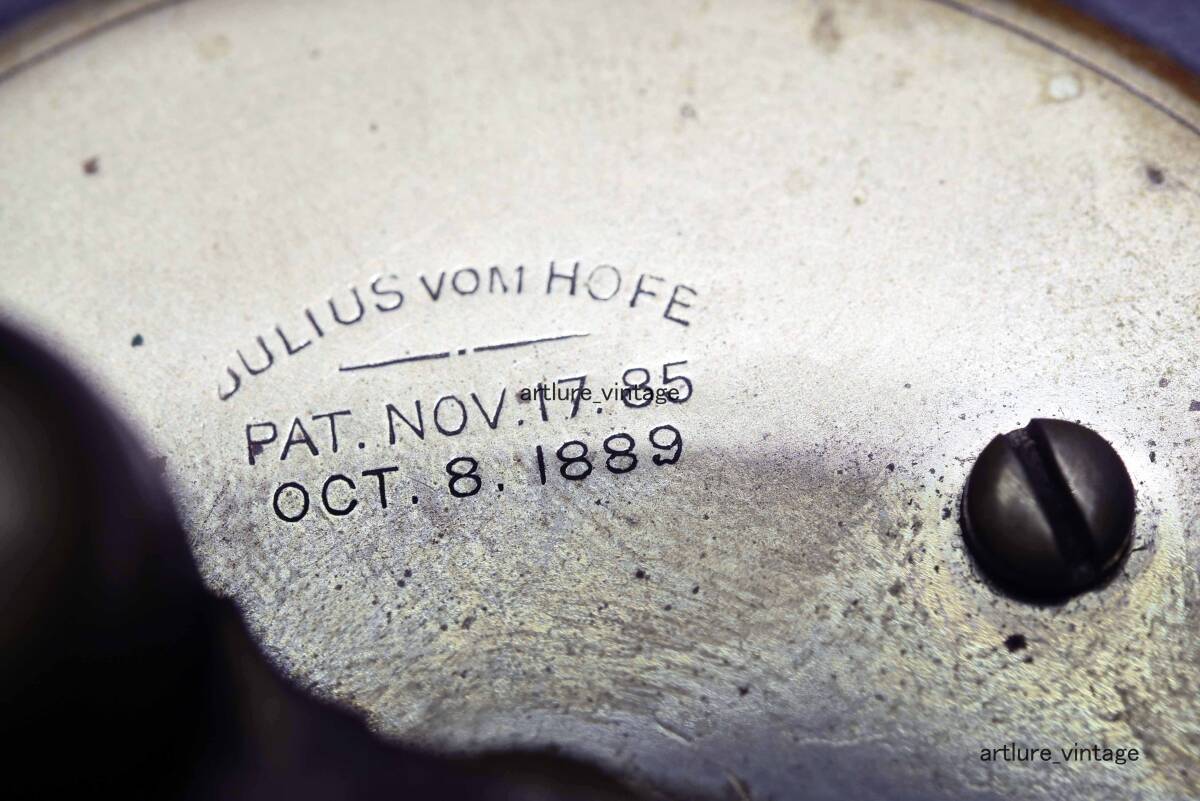 JULIUS VOM HOFE
PAT. NOV. 17. 85
artlure_vintage
OCT. 8. 1889
artlure_vintage